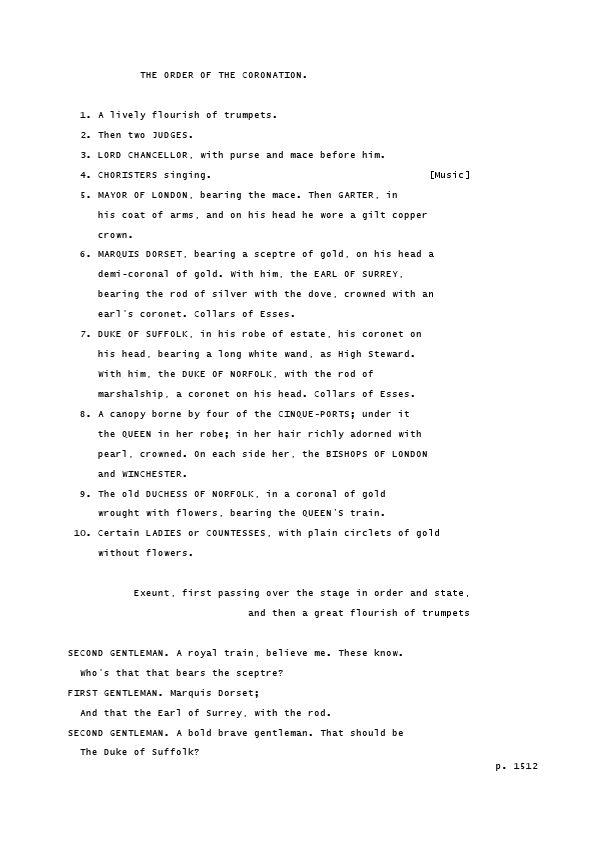 THE ORDER OF THE CORONATION.
1. A lively flourish of trumpets.
2. Then two JUDGES.
3. LORD CHANCELLOR, with purse and mace before him.
4. CHORISTERS singing. [Music]
5. MAYOR OF LONDON, bearing the mace. Then GARTER, in
his coat of arms, and on his head he wore a gilt copper
crown.
6. MARQUIS DORSET, bearing a sceptre of gold, on his head a
demi-coronal of gold. With him, the EARL OF SURREY,
bearing the rod of silver with the dove, crowned with an
earl's coronet. Collars of Esses.
7. DUKE OF SUFFOLK, in his robe of estate, his coronet on
his head, bearing a long white wand, as High Steward.
With him, the DUKE OF NORFOLK, with the rod of
marshalship, a coronet on his head. Collars of Esses.
8. A canopy borne by four of the CINQUE-PORTS; under it
the QUEEN in her robe; in her hair richly adorned with
pearl, crowned. On each side her, the BISHOPS OF LONDON
and WINCHESTER.
9. The old DUCHESS OF NORFOLK, in a coronal of gold
wrought with flowers, bearing the QUEEN'S train.
10. Certain LADIES or COUNTESSES, with plain circlets of gold
without flowers.
Exeunt, first passing over the stage in order and state,
and then a great flourish of trumpets
SECOND GENTLEMAN. A royal train, believe me. These know.
Who's that that bears the sceptre?
FIRST GENTLEMAN. Marquis Dorset;
And that the Earl of Surrey, with the rod.
SECOND GENTLEMAN. A bold brave gentleman. That should be
The Duke of Suffolk?
p. 1512